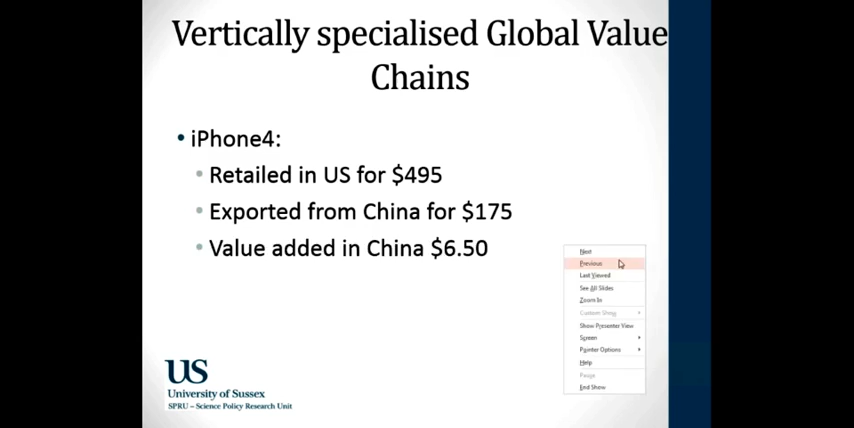 Vertically specialised Global Value
Chains
• iPhone4:
• Retailed in US for $495
• Exported from China for $175
• Value added in China $6.50
Next
Previous
Last Viewed
See All Slides
Zoom In
Custom Show
Show Presenter View
Screen
Pointer Options
Help
Pause
End Show
US
University of Sussex
SPRU – Science Policy Research Unit